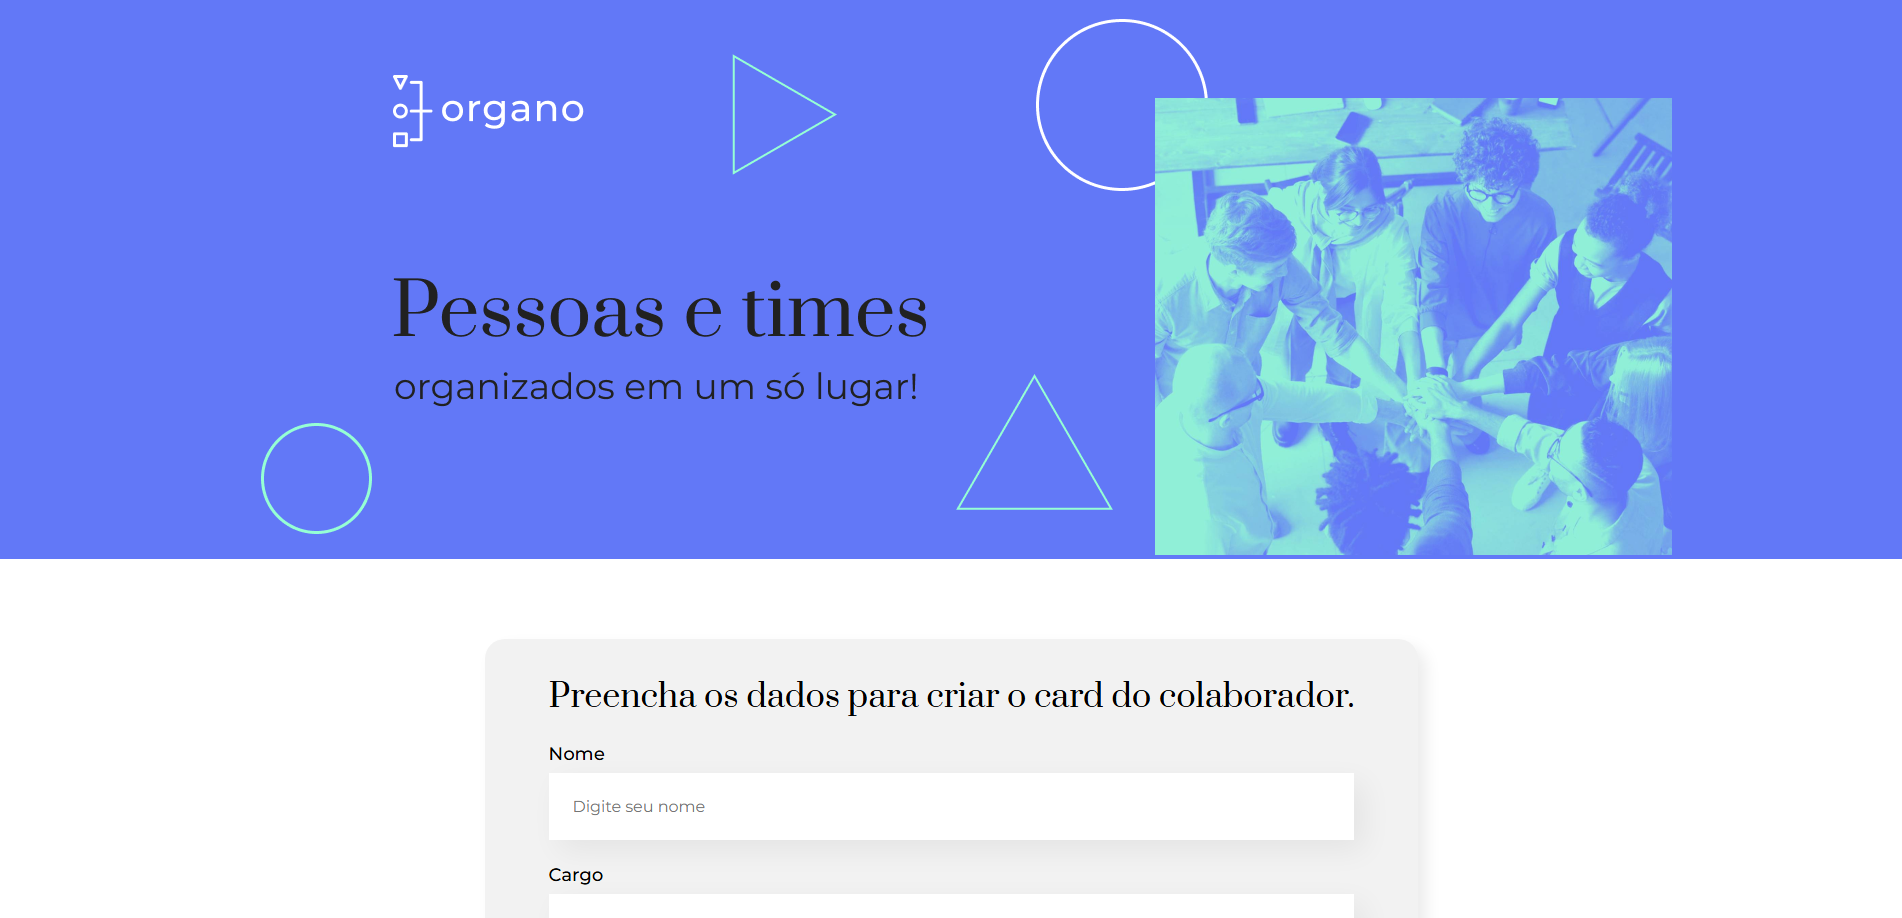 organo
Pessoas e times
organizados em um só lugar!
Preencha os dados para criar o card do colaborador.
Nome
Digite seu nome
Cargo